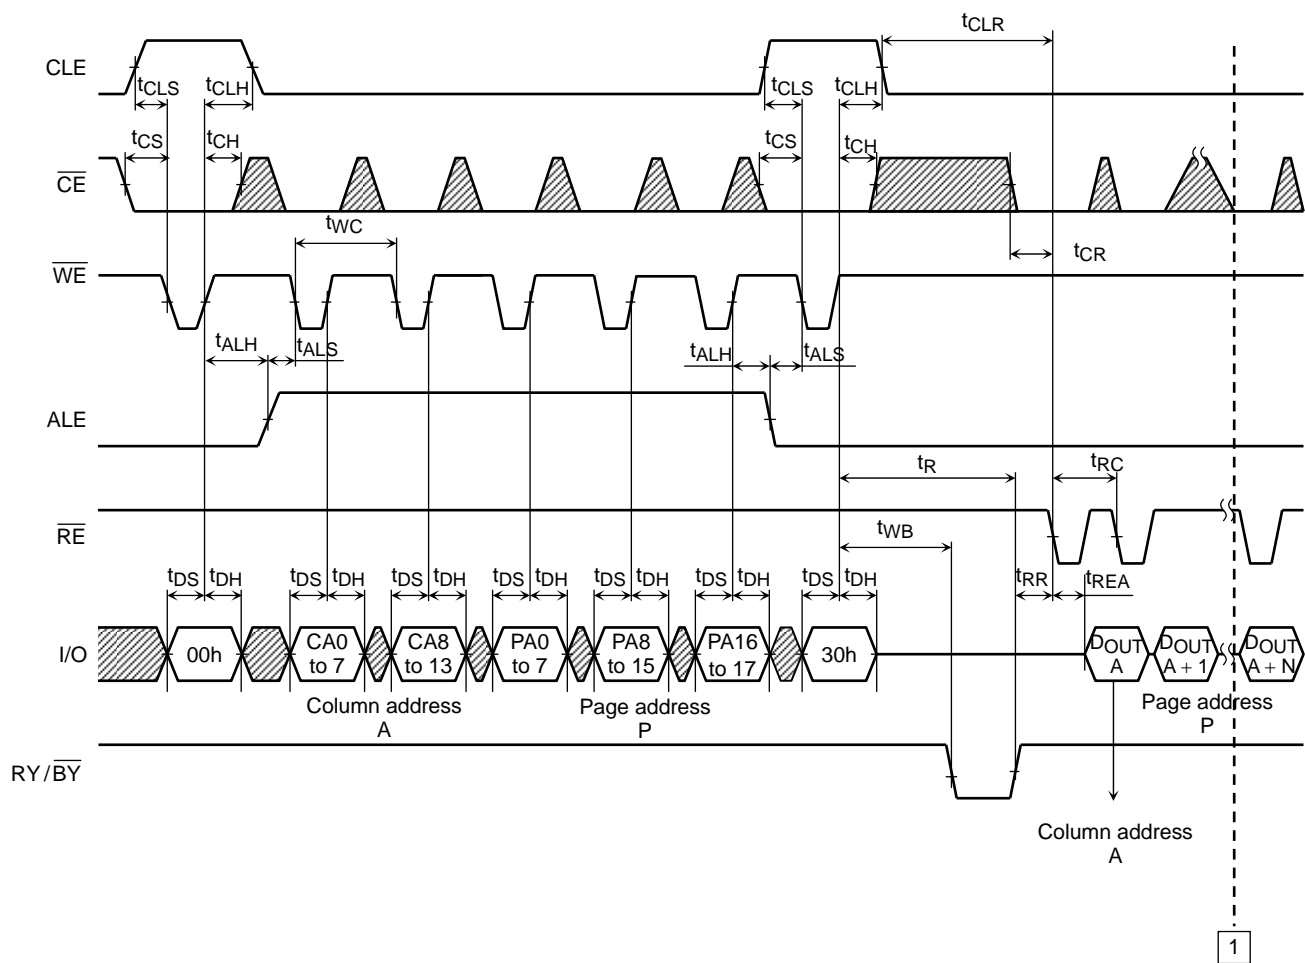 tCLR
CLE
tCLS tCLH tCLS tCLH
tCS tCH tCS tCH
CE
tWC
tCR
WE
tALH tALS tALH tALS
ALE
tR tRC
RE
tWB
tDS tDH tDS tDH tDS tDH tDS tDH tDS tDH tDS tDH tDS tDH tRR tREA
I/O 00h CA0 to 7 CA8 to 13 PA0 to 7 PA8 to 15 PA16 to 17 30h DOUT A DOUT A + 1 DOUT A + N
Column address
A
Page address
P
Page address
P
RY/BY
Column address
A
1